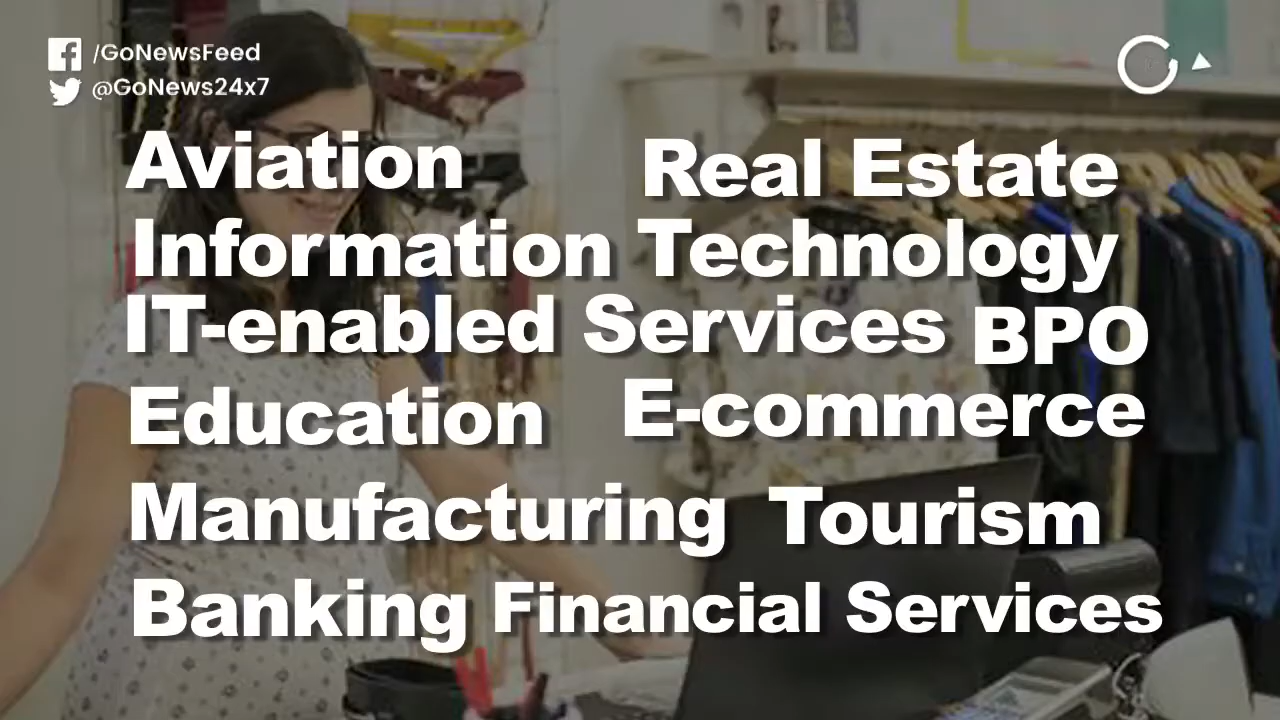 /GoNewsFeed
@GoNews24x7
Aviation Real Estate
Information Technology
IT-enabled Services BPO
Education E-commerce
Manufacturing Tourism
Banking Financial Services